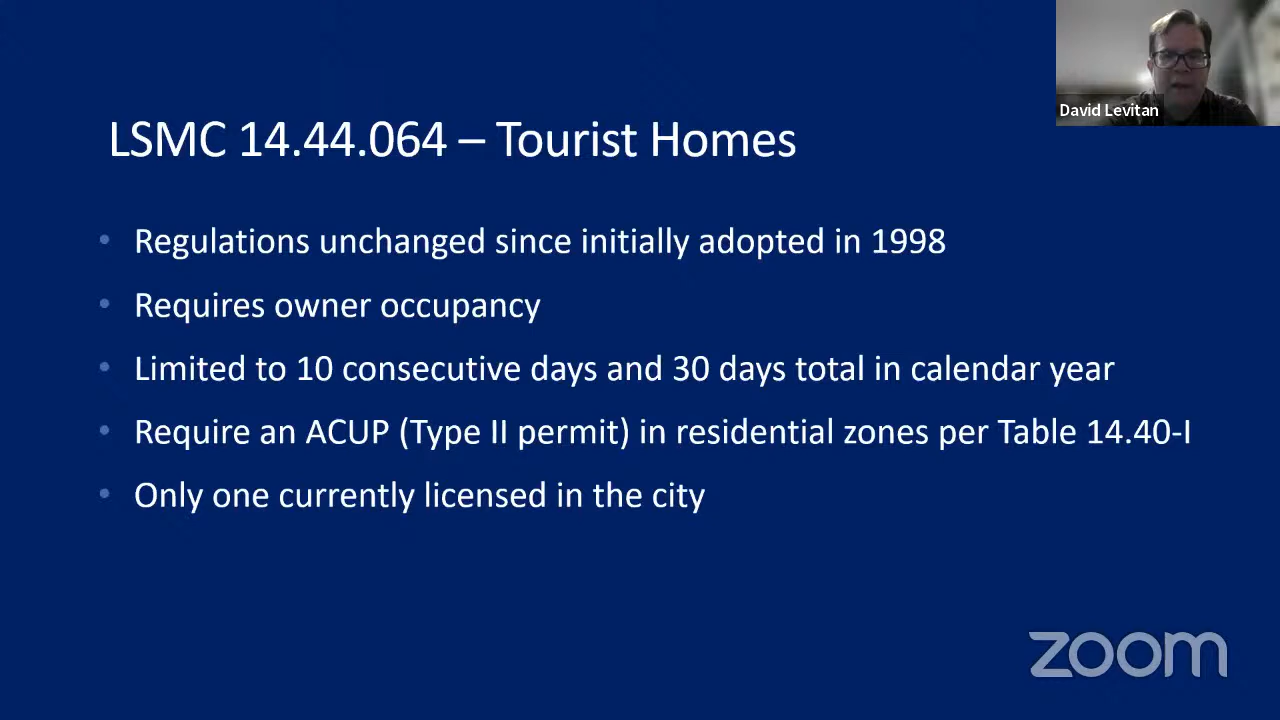 David Levitan
LSMC 14.44.064 – Tourist Homes
• Regulations unchanged since initially adopted in 1998
• Requires owner occupancy
• Limited to 10 consecutive days and 30 days total in calendar year
• Require an ACUP (Type II permit) in residential zones per Table 14.40-I
• Only one currently licensed in the city
zoom